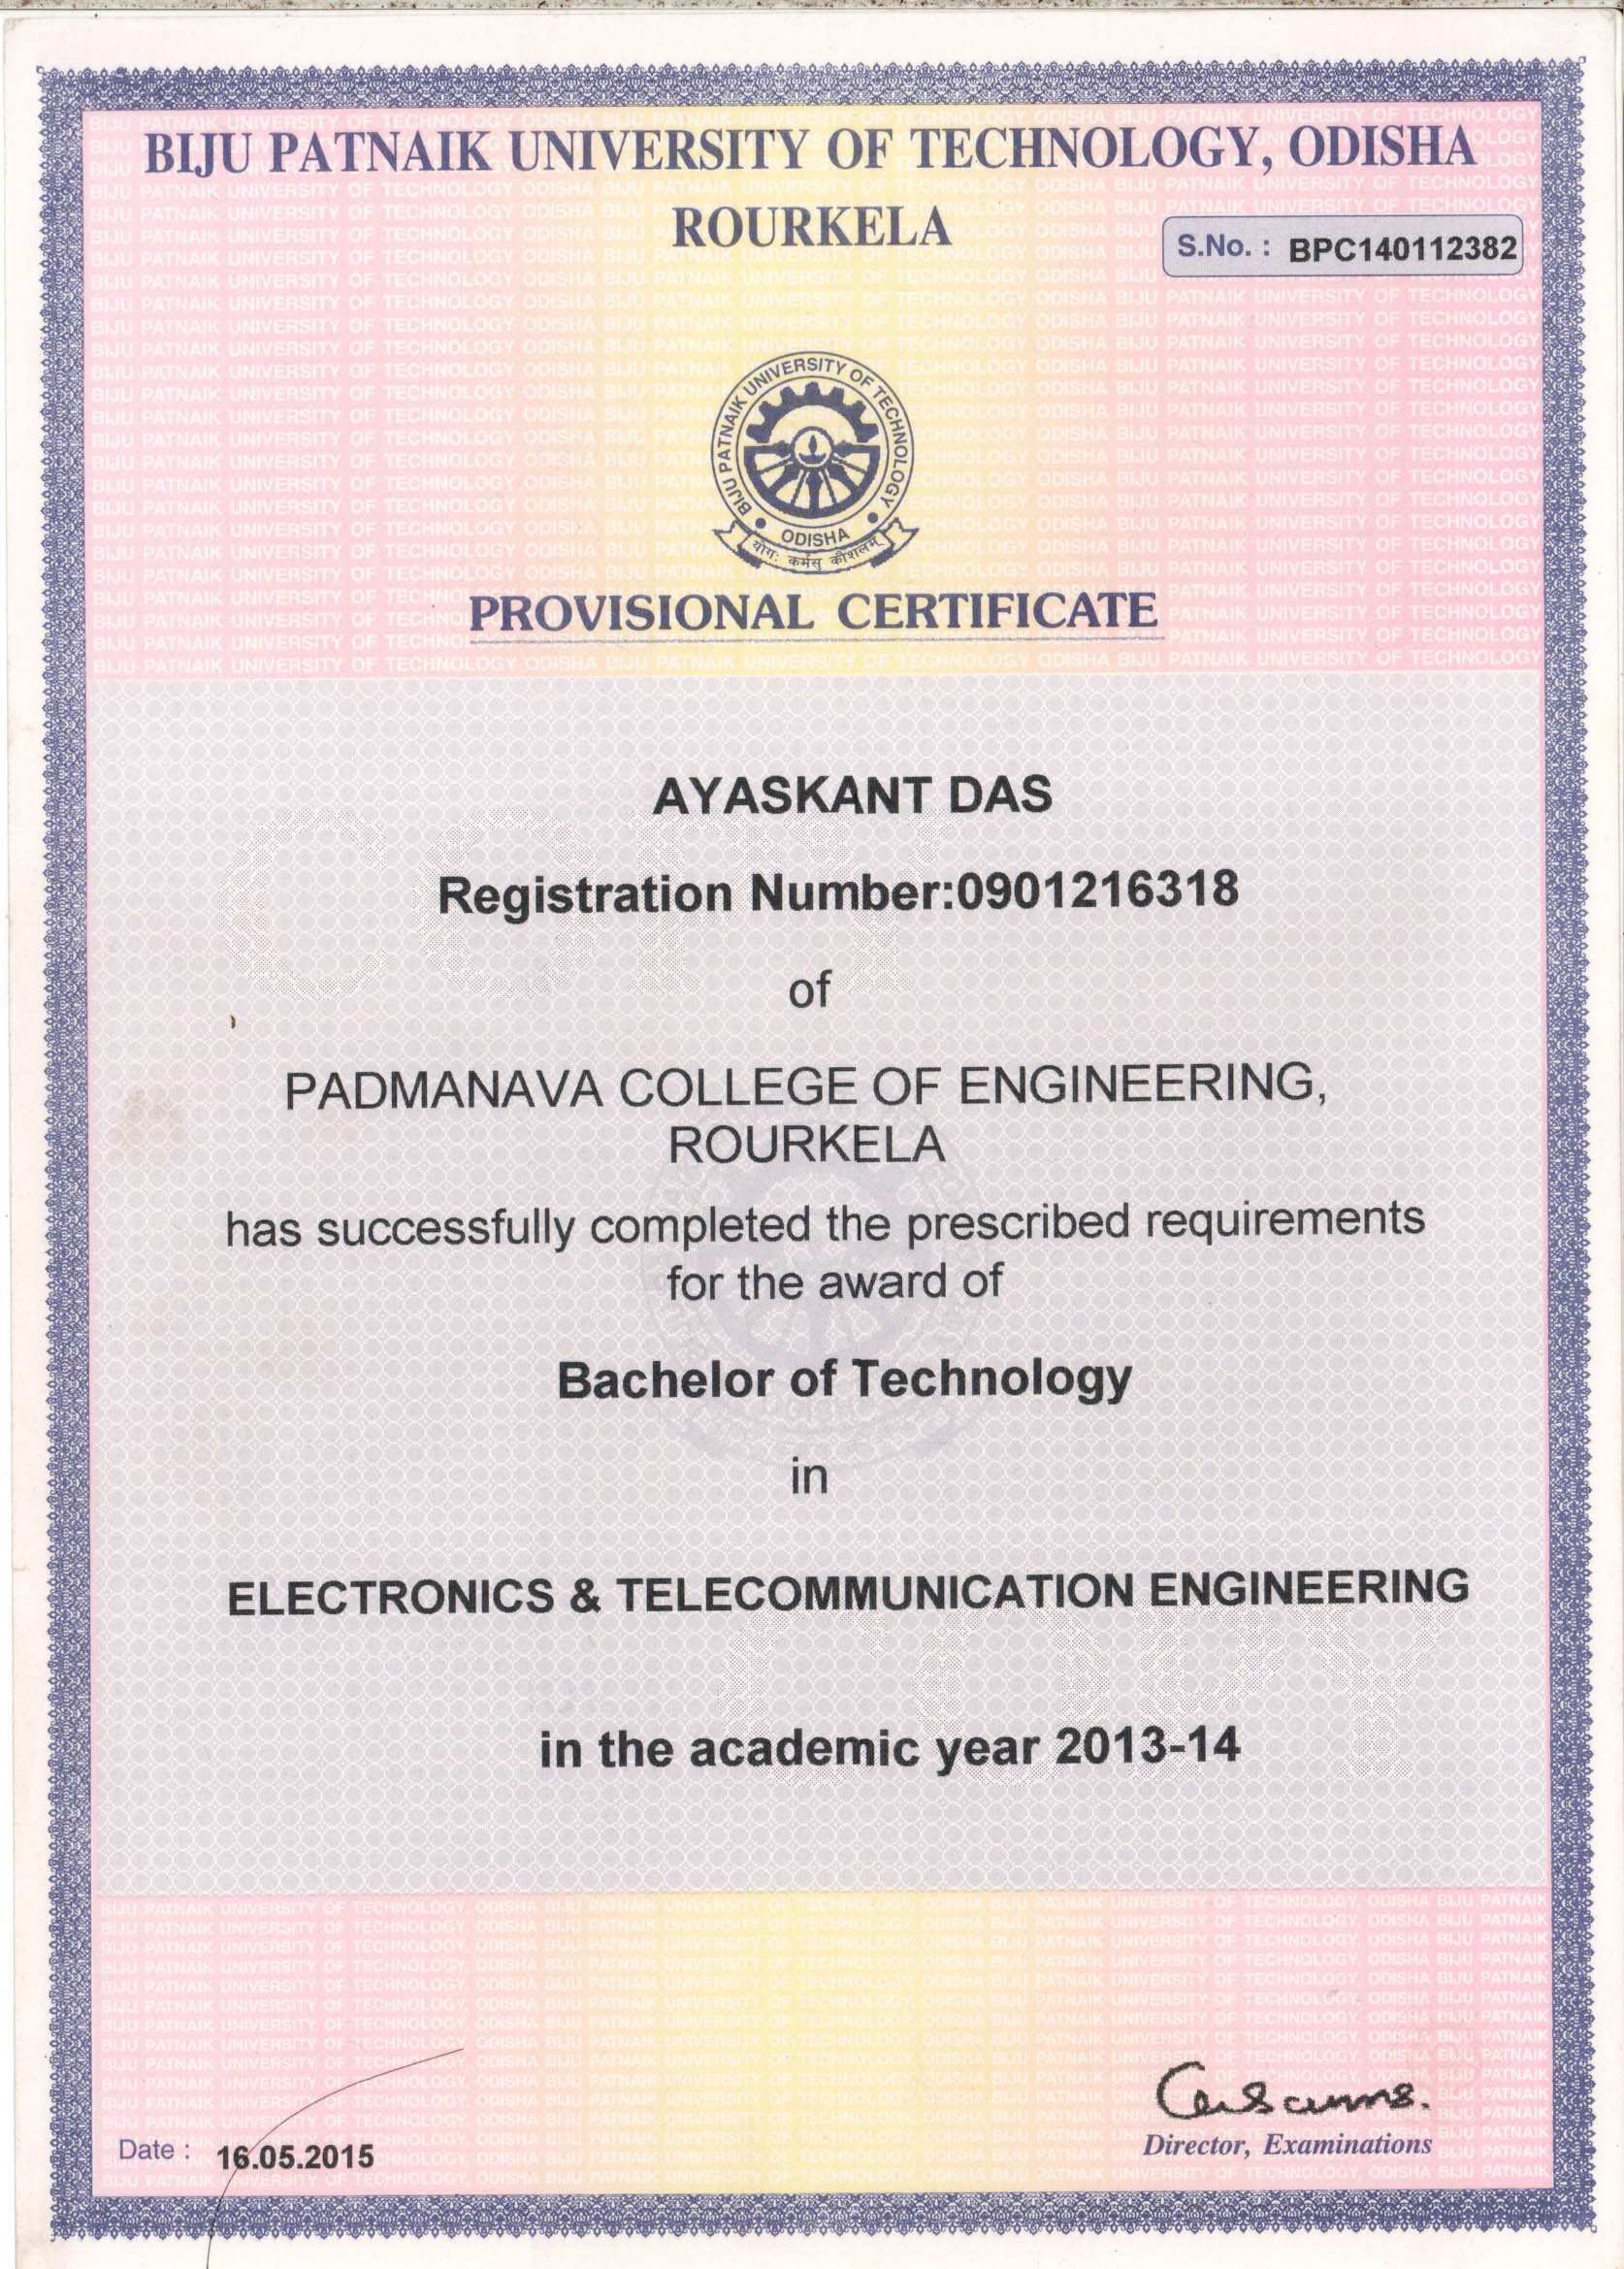 BIJU PATNAIK UNIVERSITY OF TECHNOLOGY, ODISHA
ROURKELA
S.No. : BPC140112382
BIJU PATNAIK UNIVERSITY OF TECHNOLOGY
ODISHA
योगः कर्मसु कौशलम्
PROVISIONAL CERTIFICATE
AYASKANT DAS
Registration Number:0901216318
of
PADMANAVA COLLEGE OF ENGINEERING,
ROURKELA
has successfully completed the prescribed requirements
for the award of
Bachelor of Technology
in
ELECTRONICS & TELECOMMUNICATION ENGINEERING
COPY
in the academic year 2013-14
Date : 16.05.2015
Director, Examinations